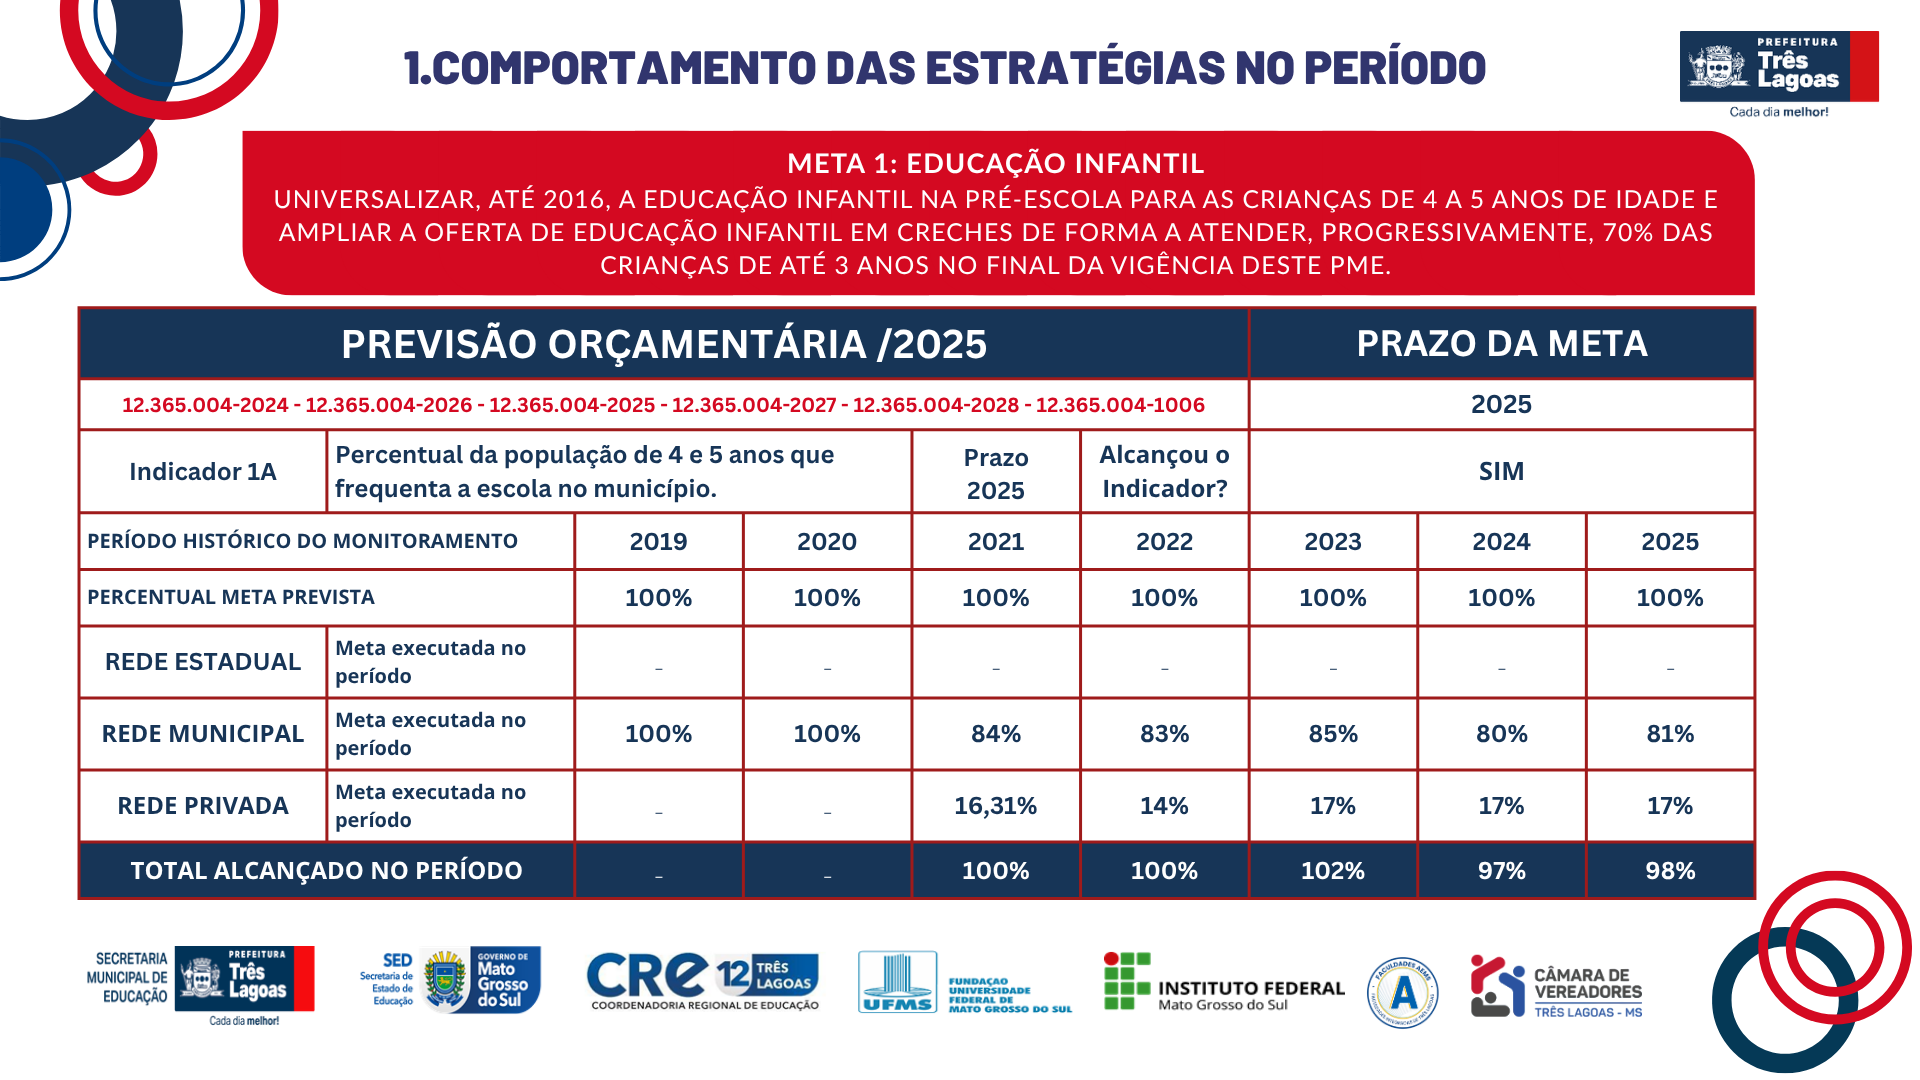 1.COMPORTAMENTO DAS ESTRATÉGIAS NO PERÍODO
PREFEITURA
Três
Lagoas
Cada dia melhor!
META 1: EDUCAÇÃO INFANTIL
UNIVERSALIZAR, ATÉ 2016, A EDUCAÇÃO INFANTIL NA PRÉ-ESCOLA PARA AS CRIANÇAS DE 4 A 5 ANOS DE IDADE E
AMPLIAR A OFERTA DE EDUCAÇÃO INFANTIL EM CRECHES DE FORMA A ATENDER, PROGRESSIVAMENTE, 70% DAS
CRIANÇAS DE ATÉ 3 ANOS NO FINAL DA VIGÊNCIA DESTE PME.
PREVISÃO ORÇAMENTÁRIA /2025 PRAZO DA META
12.365.004-2024 - 12.365.004-2026 - 12.365.004-2025 - 12.365.004-2027 - 12.365.004-2028 - 12.365.004-1006 2025
Indicador 1A
Percentual da população de 4 e 5 anos que
frequenta a escola no município.
Prazo
2025
Alcançou o
Indicador?
SIM
PERÍODO HISTÓRICO DO MONITORAMENTO 2019 2020 2021 2022 2023 2024 2025
PERCENTUAL META PREVISTA 100% 100% 100% 100% 100% 100% 100%
REDE ESTADUAL
Meta executada no
período
- - - - - - -
REDE MUNICIPAL
Meta executada no
período
100% 100% 84% 83% 85% 80% 81%
REDE PRIVADA
Meta executada no
período
- - 16,31% 14% 17% 17% 17%
TOTAL ALCANÇADO NO PERÍODO - - 100% 100% 102% 97% 98%
SECRETARIA
MUNICIPAL DE
EDUCAÇÃO
PREFEITURA
Três
Lagoas
Cada dia melhor!
SED
Secretaria de
Estado de
Educação
GOVERNO DE
Mato
Grosso
do Sul
CRE 12 TRÊS
LAGOAS
COORDENADORIA REGIONAL DE EDUCAÇÃO
UFMS
FUNDAÇAO
UNIVERSIDADE
FEDERAL DE
MATO GROSSO DO SUL
INSTITUTO FEDERAL
Mato Grosso do Sul
FACULDADES AEMS
A
CÂMARA DE
VEREADORES
TRÊS LAGOAS - MS